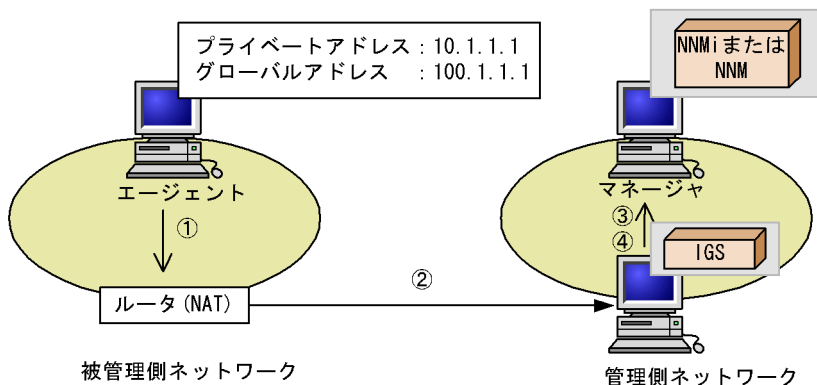 プライベートアドレス：10.1.1.1
グローバルアドレス　：100.1.1.1
NNMiまたは
NNM
エージェント
マネージャ
①
③
④
IGS
②
ルータ(NAT)
被管理側ネットワーク
管理側ネットワーク